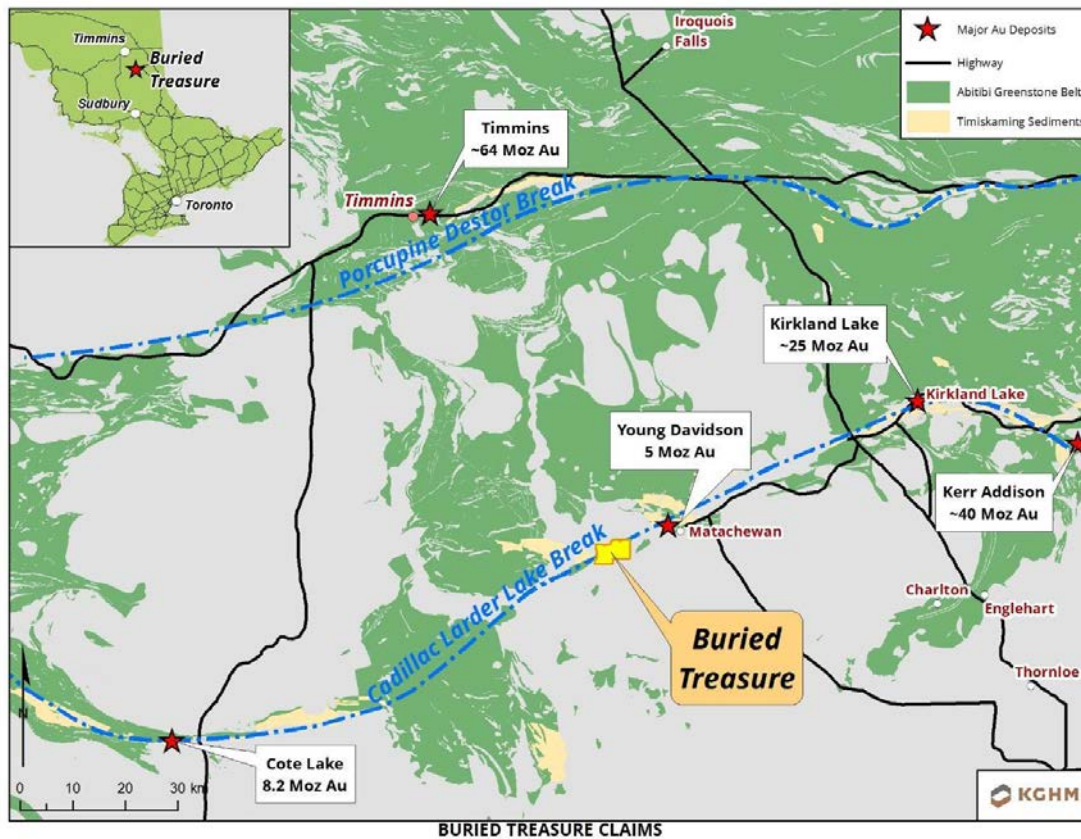 Timmins
Buried
Treasure
Sudbury
Toronto
Iroquois
Falls
Major Au Deposits
Highway
Abitibi Greenstone Belt
Timiskaming Sediments
Timmins
~64 Moz Au
Timmins
Porcupine Destor Break
Kirkland Lake
~25 Moz Au
Kirkland Lake
Young Davidson
5 Moz Au
Kerr Addison
~40 Moz Au
Matachewan
Cadillac Larder Lake Break
Charlton
Englehart
Buried
Treasure
Thornloe
N
Cote Lake
8.2 Moz Au
0 10 20 30 km
KGHM
BURIED TREASURE CLAIMS